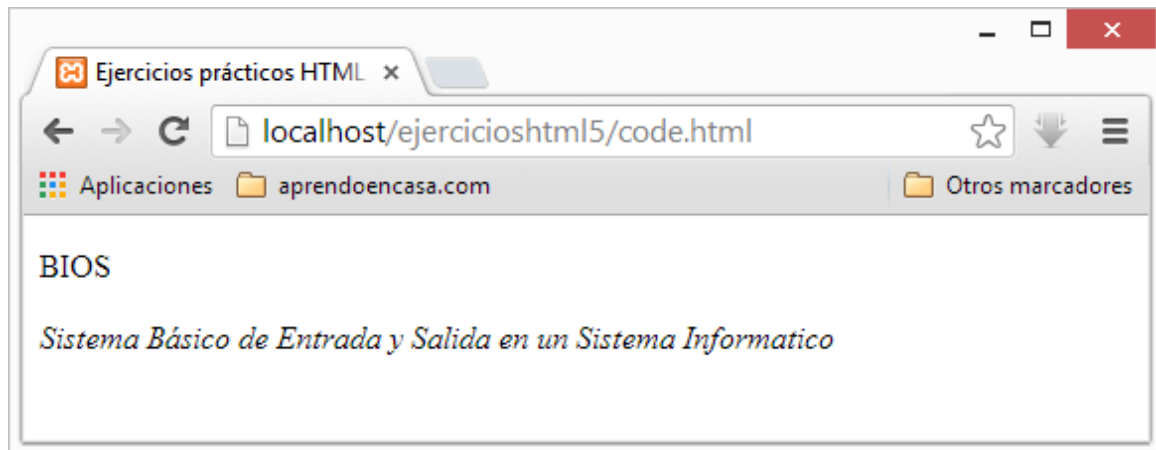 Ejercicios prácticos HTML
localhost/ejercicioshtml5/code.html
Aplicaciones aprendoencasa.com Otros marcadores
BIOS
Sistema Básico de Entrada y Salida en un Sistema Informatico